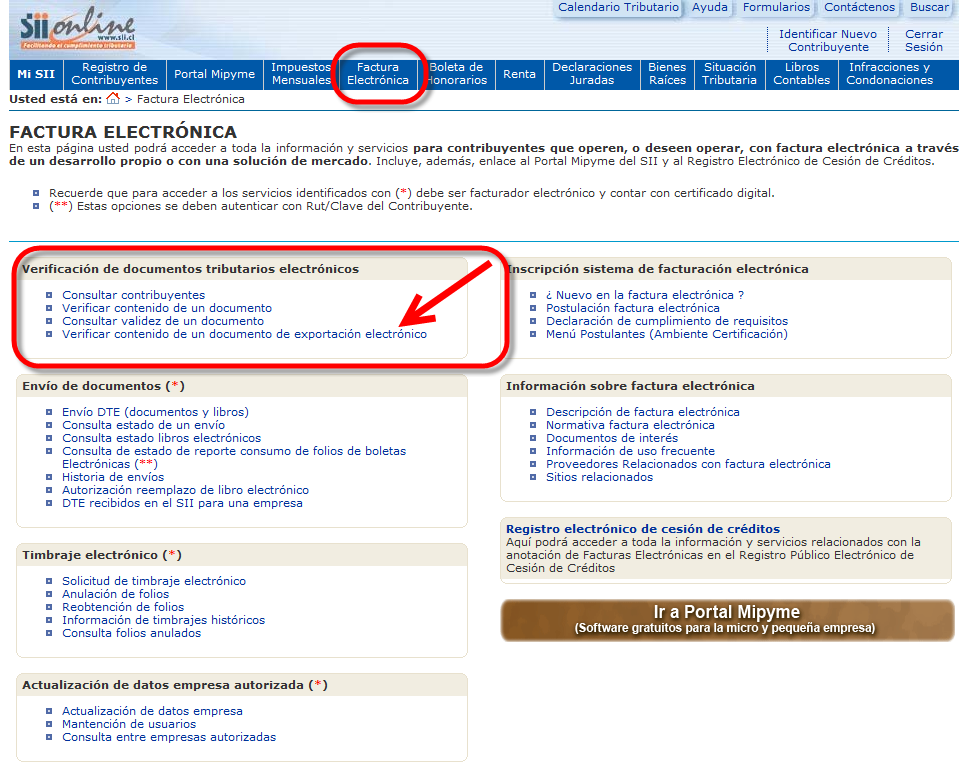 Calendario Tributario Ayuda Formularios Contáctenos Buscar
sii online
www.sii.cl
Facilitando el cumplimiento tributario
Identificar Nuevo Contribuyente
Cerrar Sesión
Mi SII
Registro de Contribuyentes
Portal Mipyme
Impuestos Mensuales
Factura Electrónica
Boleta de Honorarios
Renta
Declaraciones Juradas
Bienes Raíces
Situación Tributaria
Libros Contables
Infracciones y Condonaciones
Usted está en: > Factura Electrónica
FACTURA ELECTRÓNICA
En esta página usted podrá acceder a toda la información y servicios para contribuyentes que operen, o deseen operar, con factura electrónica a través
de un desarrollo propio o con una solución de mercado. Incluye, además, enlace al Portal Mipyme del SII y al Registro Electrónico de Cesión de Créditos.
Recuerde que para acceder a los servicios identificados con (*) debe ser facturador electrónico y contar con certificado digital.
(**) Estas opciones se deben autenticar con Rut/Clave del Contribuyente.
Verificación de documentos tributarios electrónicos
Consultar contribuyentes
Verificar contenido de un documento
Consultar validez de un documento
Verificar contenido de un documento de exportación electrónico
Envío de documentos (*)
Envío DTE (documentos y libros)
Consulta estado de un envío
Consulta estado libros electrónicos
Consulta de estado de reporte consumo de folios de boletas
Electrónicas (**)
Historia de envíos
Autorización reemplazo de libro electrónico
DTE recibidos en el SII para una empresa
Timbraje electrónico (*)
Solicitud de timbraje electrónico
Anulación de folios
Reobtención de folios
Información de timbrajes históricos
Consulta folios anulados
Actualización de datos empresa autorizada (*)
Actualización de datos empresa
Mantención de usuarios
Consulta entre empresas autorizadas
Inscripción sistema de facturación electrónica
¿ Nuevo en la factura electrónica ?
Postulación factura electrónica
Declaración de cumplimiento de requisitos
Menú Postulantes (Ambiente Certificación)
Información sobre factura electrónica
Descripción de factura electrónica
Normativa factura electrónica
Documentos de interés
Información de uso frecuente
Proveedores Relacionados con factura electrónica
Sitios relacionados
Registro electrónico de cesión de créditos
Aquí podrá acceder a toda la información y servicios relacionados con la
anotación de Facturas Electrónicas en el Registro Público Electrónico de
Cesión de Créditos
Ir a Portal Mipyme
(Software gratuitos para la micro y pequeña empresa)